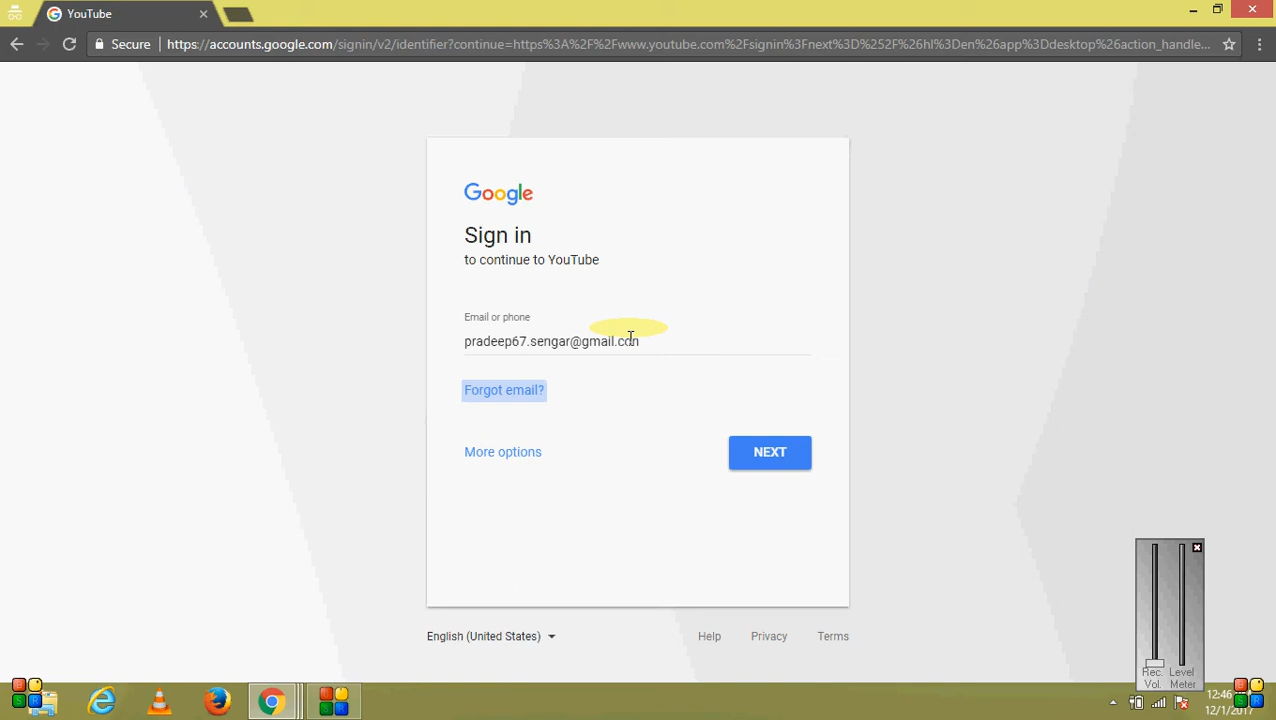 YouTube
Secure
https://accounts.google.com/signin/v2/identifier?continue=https%3A%2F%2Fwww.youtube.com%2Fsignin%3Fnext%3D%252F%26hl%3Den%26app%3Ddesktop%26action_handle...
Google
Sign in
to continue to YouTube
Email or phone
pradeep67.sengar@gmail.con
Forgot email?
More options
NEXT
English (United States)
Help
Privacy
Terms
Rec. Level
Vol. Meter
12:46
12/1/2017